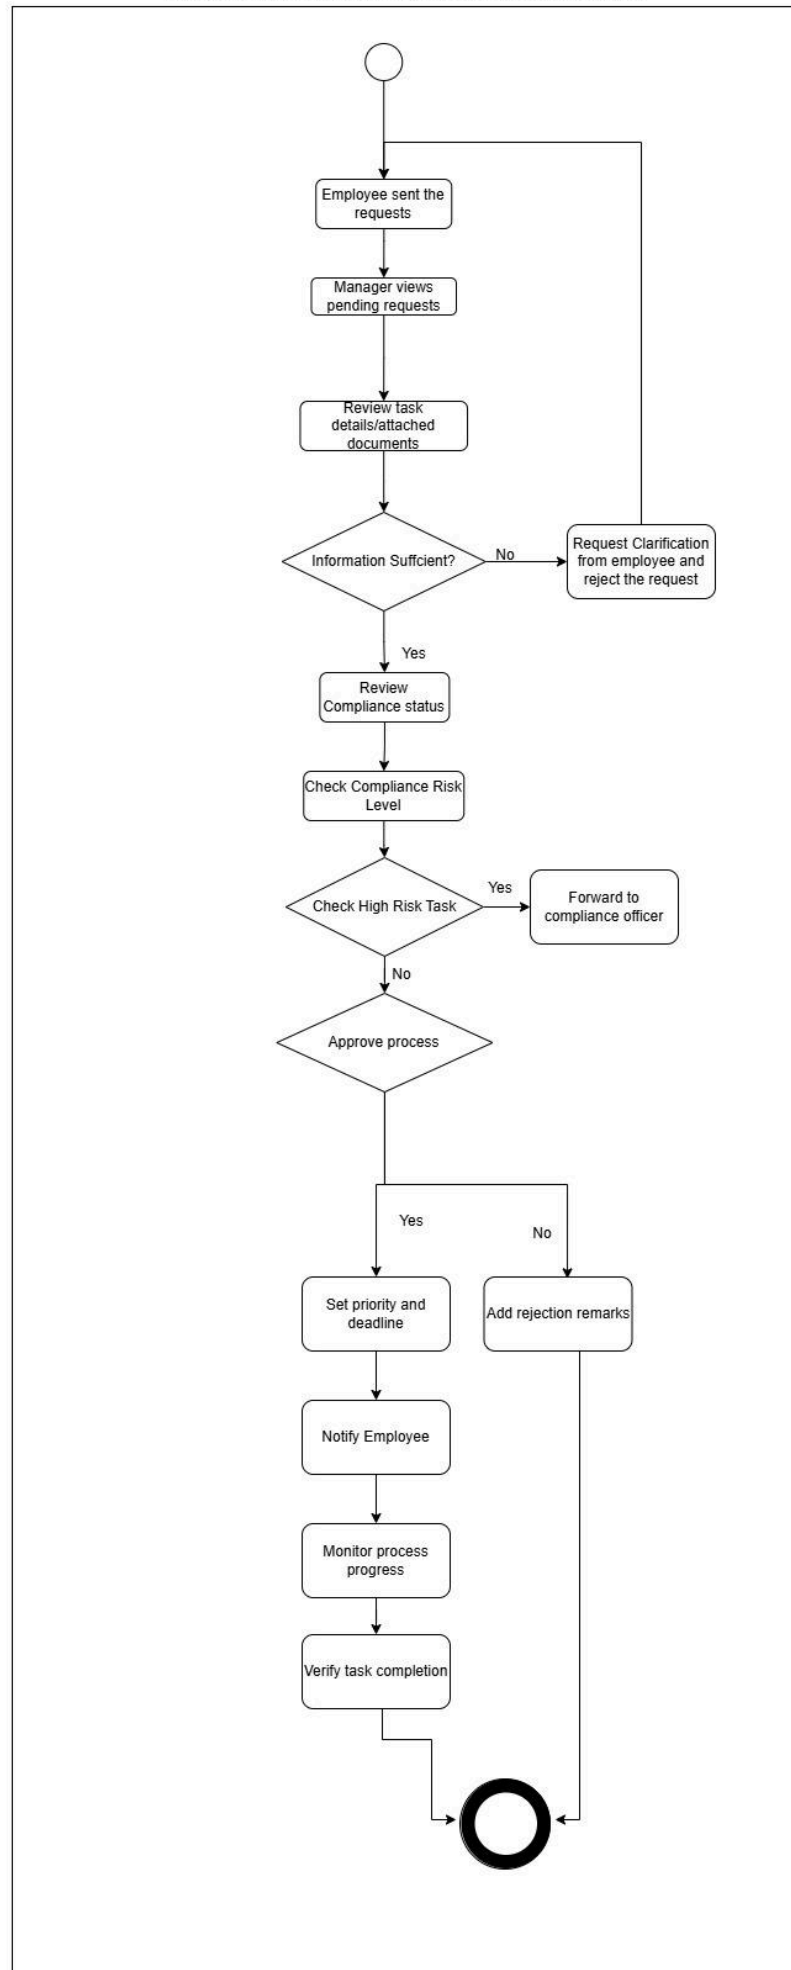 Employee sent the
requests
Manager views
pending requests
Review task
details/attached
documents
Information Suffcient?
No
Request Clarification
from employee and
reject the request
Yes
Review
Compliance status
Check Compliance Risk
Level
Check High Risk Task
Yes
Forward to
compliance officer
No
Approve process
Yes
No
Set priority and
deadline
Add rejection remarks
Notify Employee
Monitor process
progress
Verify task completion